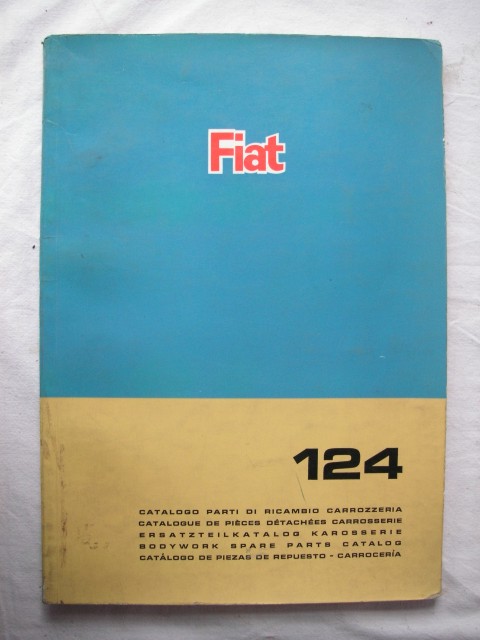 Fiat
124
CATALOGO PARTI DI RICAMBIO CARROZZERIA
CATALOGUE DE PIÈCES DÉTACHÉES CARROSSERIE
ERSATZTEILKATALOG KAROSSERIE
BODYWORK SPARE PARTS CATALOG
CATÁLOGO DE PIEZAS DE REPUESTO - CARROCERÍA